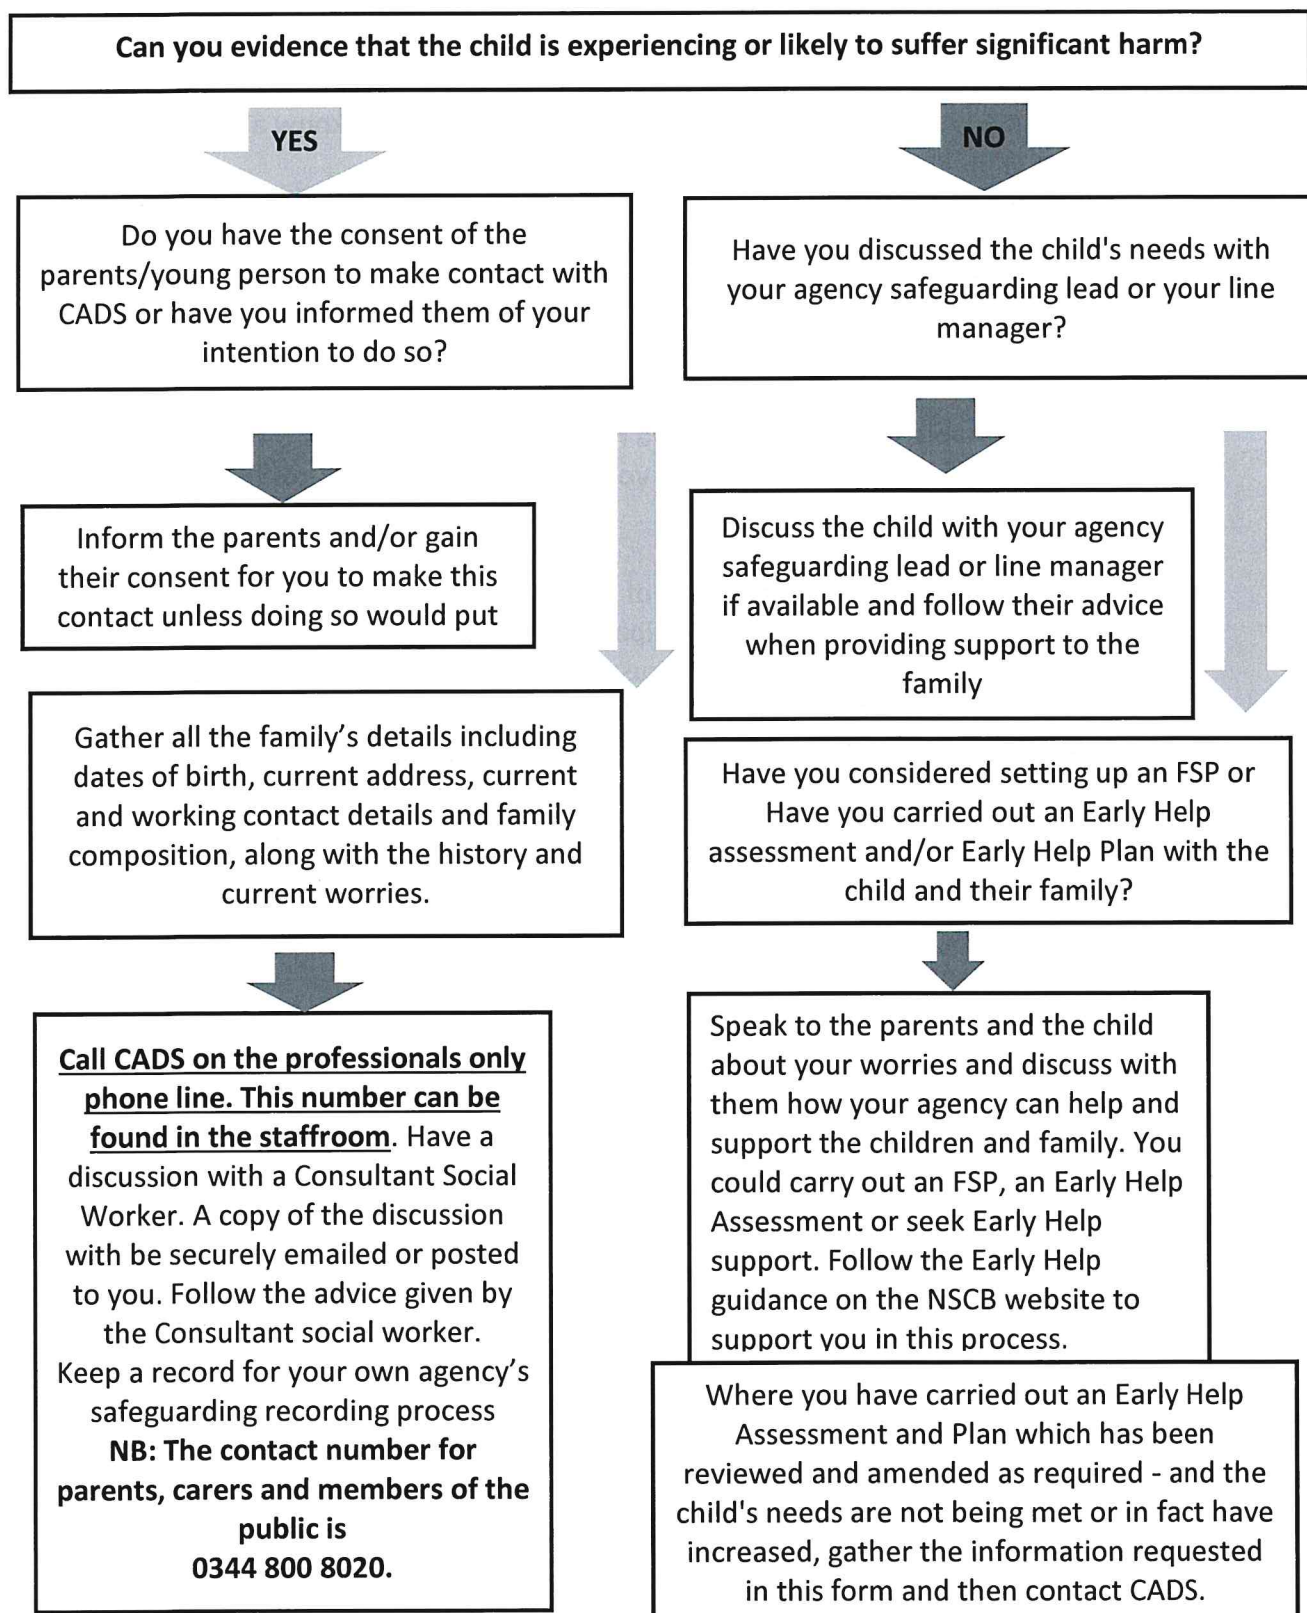 Can you evidence that the child is experiencing or likely to suffer significant harm?
YES
NO
Do you have the consent of the
parents/young person to make contact with
CADS or have you informed them of your
intention to do so?
Have you discussed the child's needs with
your agency safeguarding lead or your line
manager?
Inform the parents and/or gain
their consent for you to make this
contact unless doing so would put
Discuss the child with your agency
safeguarding lead or line manager
if available and follow their advice
when providing support to the
family
Gather all the family’s details including
dates of birth, current address, current
and working contact details and family
composition, along with the history and
current worries.
Have you considered setting up an FSP or
Have you carried out an Early Help
assessment and/or Early Help Plan with the
child and their family?
Call CADS on the professionals only
phone line. This number can be
found in the staffroom. Have a
discussion with a Consultant Social
Worker. A copy of the discussion
with be securely emailed or posted
to you. Follow the advice given by
the Consultant social worker.
Keep a record for your own agency’s
safeguarding recording process
NB: The contact number for
parents, carers and members of the
public is
0344 800 8020.
Speak to the parents and the child
about your worries and discuss with
them how your agency can help and
support the children and family. You
could carry out an FSP, an Early Help
Assessment or seek Early Help
support. Follow the Early Help
guidance on the NSCB website to
support you in this process.
Where you have carried out an Early Help
Assessment and Plan which has been
reviewed and amended as required - and the
child's needs are not being met or in fact have
increased, gather the information requested
in this form and then contact CADS.